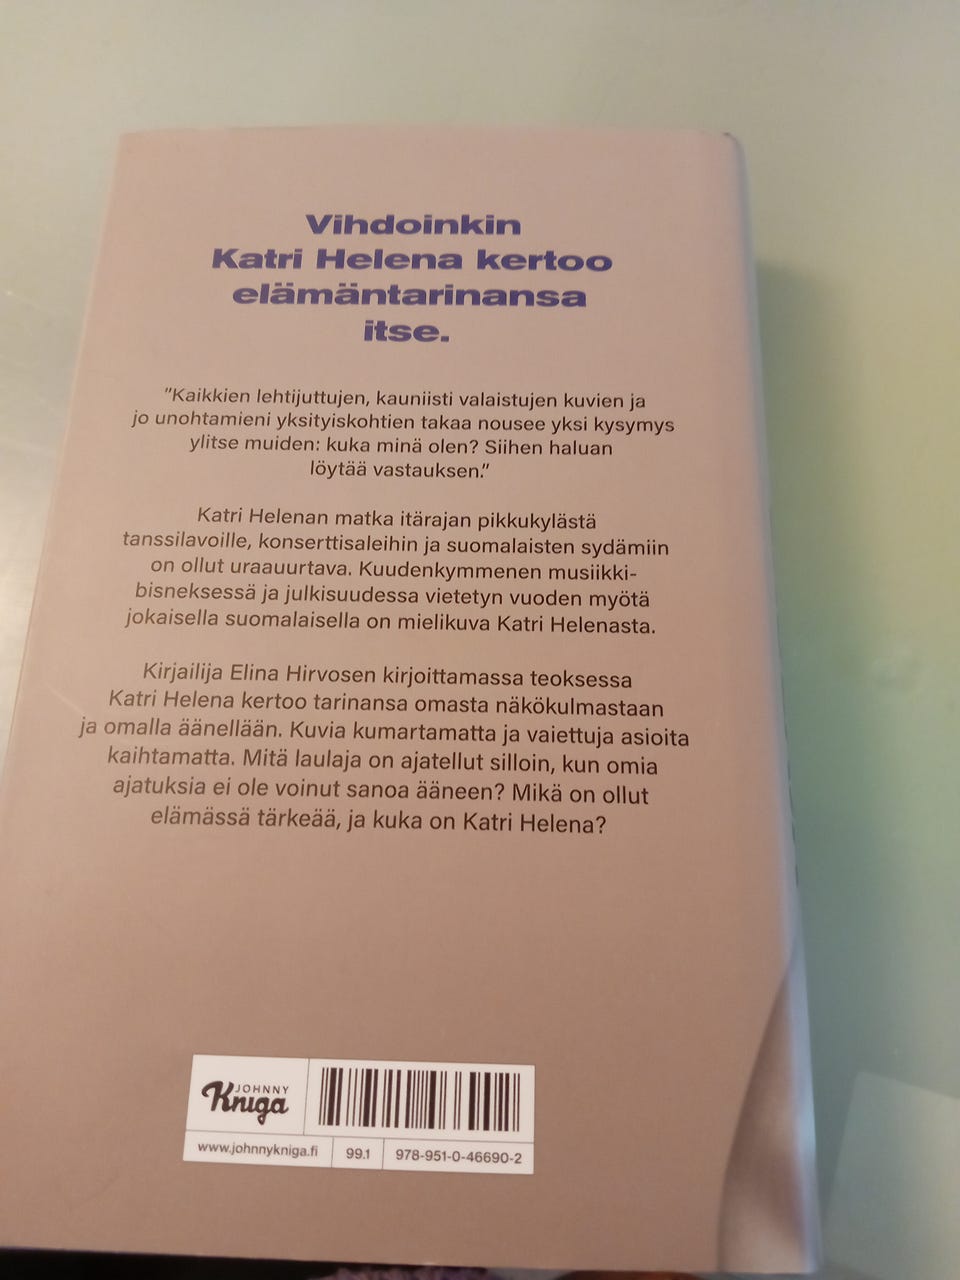 Vihdoinkin
Katri Helena kertoo
elämäntarinansa
itse.
"Kaikkien lehtijuttujen, kauniisti valaistujen kuvien ja
jo unohtamieni yksityiskohtien takaa nousee yksi kysymys
ylitse muiden: kuka minä olen? Siihen haluan
löytää vastauksen."
Katri Helenan matka itärajan pikkukylästä
tanssilavoille, konserttisaleihin ja suomalaisten sydämiin
on ollut uraauurtava. Kuudenkymmenen musiikki-
bisneksessä ja julkisuudessa vietetyn vuoden myötä
jokaisella suomalaisella on mielikuva Katri Helenasta.
Kirjailija Elina Hirvosen kirjoittamassa teoksessa
Katri Helena kertoo tarinansa omasta näkökulmastaan
ja omalla äänellään. Kuvia kumartamatta ja vaiettuja asioita
kaihtamatta. Mitä laulaja on ajatellut silloin, kun omia
ajatuksia ei ole voinut sanoa ääneen? Mikä on ollut
elämässä tärkeää, ja kuka on Katri Helena?
JOHNNY
Kniga
www.johnnykniga.fi 99.1 978-951-0-46690-2